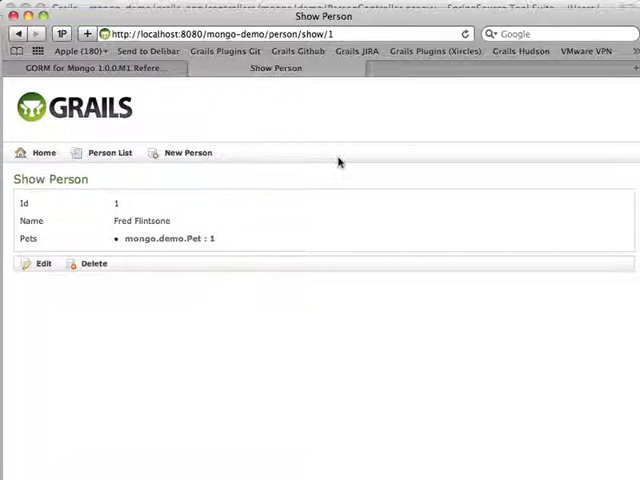 Show Person
1P + http://localhost:8080/mongo-demo/person/show/1 Google
Apple (180) Send to Delibar Grails Plugins Git Grails Github Grails JIRA Grails Plugins (Xircles) Grails Hudson VMware VPN
GORM for Mongo 1.0.0.M1 Refere... Show Person
GRAILS
Home Person List New Person
Show Person
Id 1
Name Fred Flintsone
Pets • mongo.demo.Pet : 1
Edit Delete